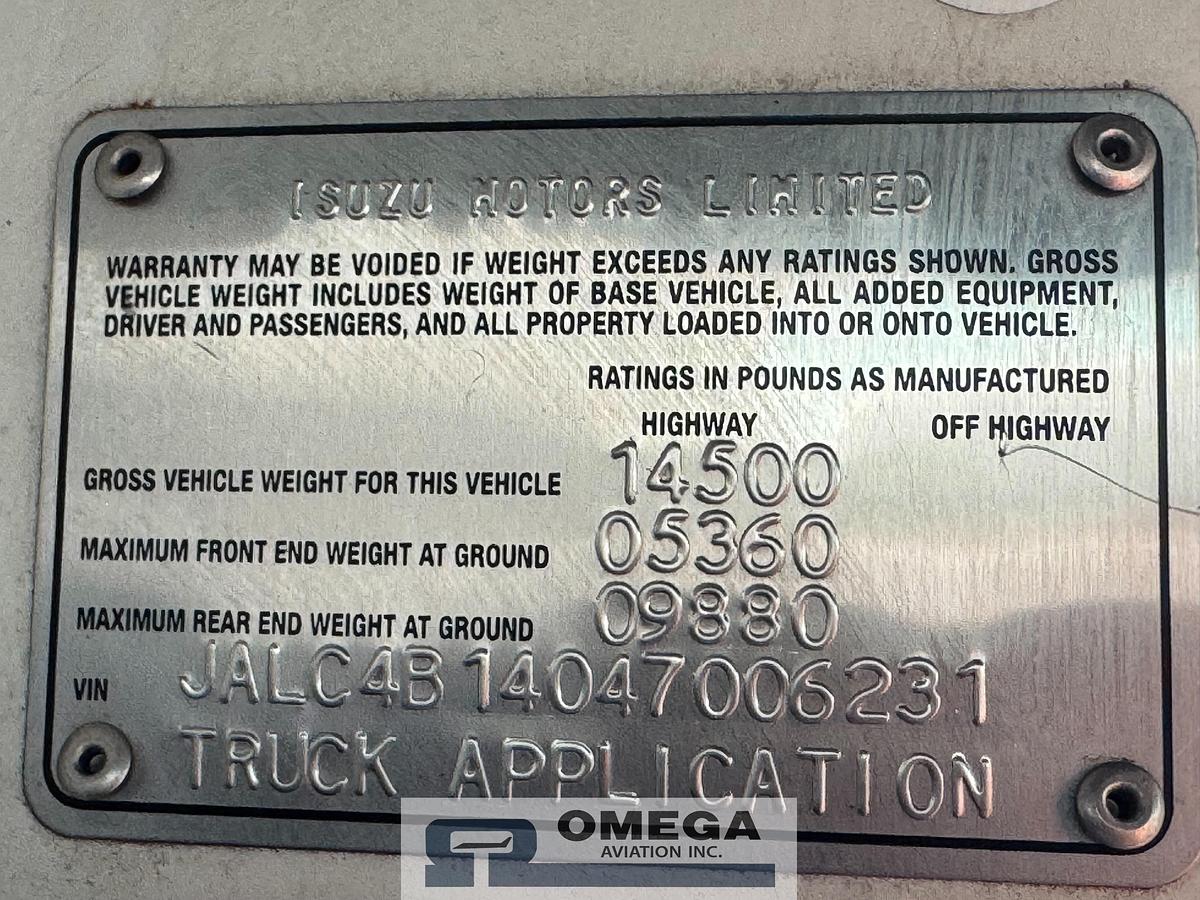 ISUZU MOTORS LIMITED
WARRANTY MAY BE VOIDED IF WEIGHT EXCEEDS ANY RATINGS SHOWN. GROSS
VEHICLE WEIGHT INCLUDES WEIGHT OF BASE VEHICLE, ALL ADDED EQUIPMENT,
DRIVER AND PASSENGERS, AND ALL PROPERTY LOADED INTO OR ONTO VEHICLE.
RATINGS IN POUNDS AS MANUFACTURED
HIGHWAY OFF HIGHWAY
GROSS VEHICLE WEIGHT FOR THIS VEHICLE 14500
MAXIMUM FRONT END WEIGHT AT GROUND 05360
MAXIMUM REAR END WEIGHT AT GROUND 09880
VIN JALC4B14047006231
TRUCK APPLICATION
OMEGA
AVIATION INC.